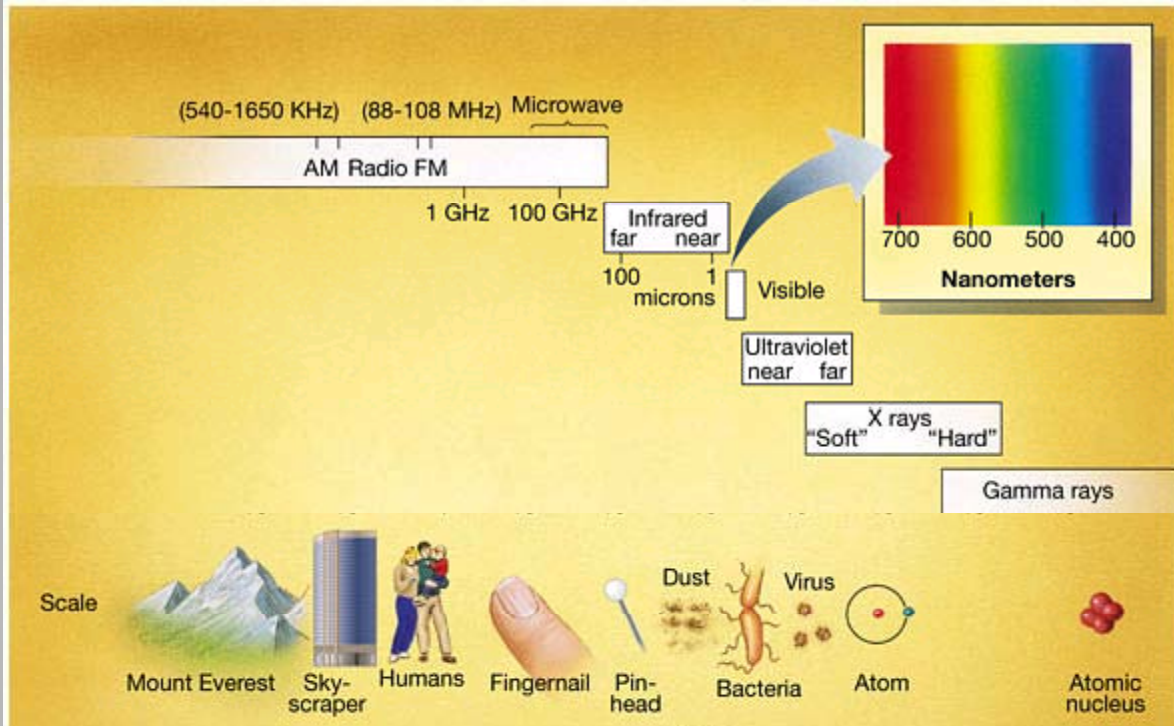 (540-1650 KHz) (88-108 MHz) Microwave
AM Radio FM
1 GHz 100 GHz
Infrared
far near
100 1
microns
Visible
700 600 500 400
Nanometers
Ultraviolet
near far
X rays
“Soft” “Hard”
Gamma rays
Scale
Mount Everest
Sky-
scraper
Humans
Fingernail
Pin-
head
Dust
Bacteria
Virus
Atom
Atomic
nucleus